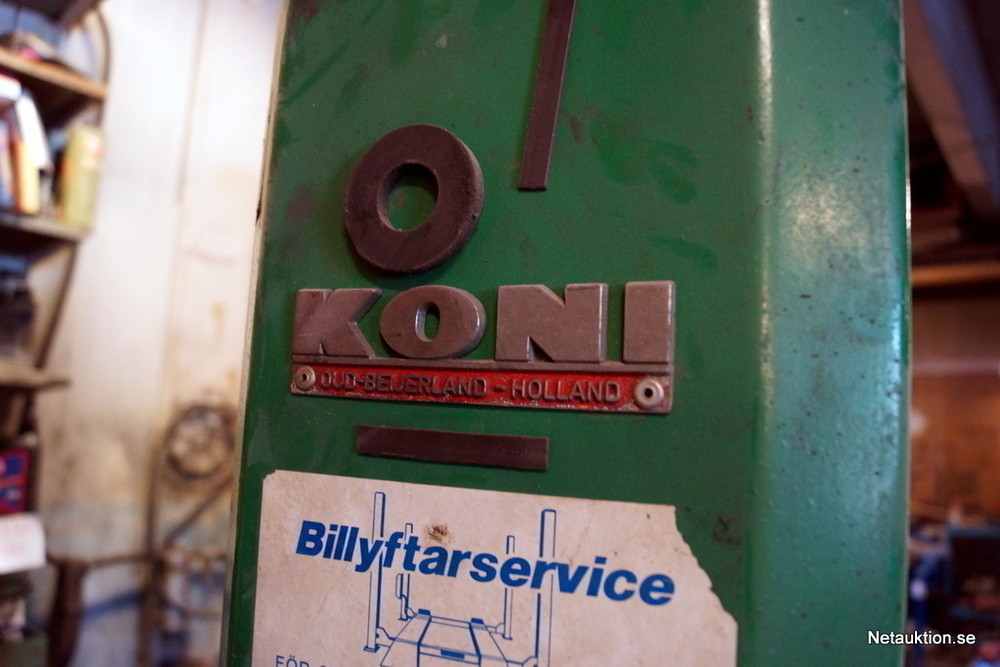 KONI
OUD-BEIJERLAND - HOLLAND
Billyftarservice
Netauktion.se